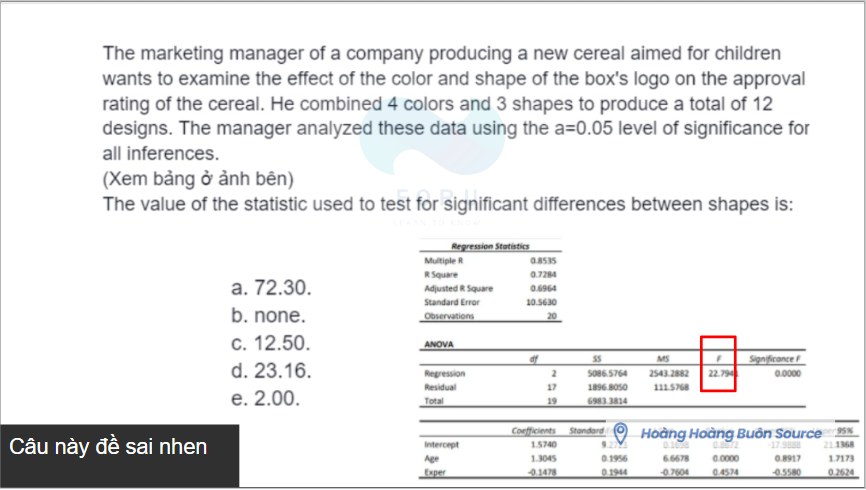 The marketing manager of a company producing a new cereal aimed for children
wants to examine the effect of the color and shape of the box's logo on the approval
rating of the cereal. He combined 4 colors and 3 shapes to produce a total of 12
designs. The manager analyzed these data using the a=0.05 level of significance for
all inferences.
(Xem bảng ở ảnh bên)
The value of the statistic used to test for significant differences between shapes is:
a. 72.30.
b. none.
c. 12.50.
d. 23.16.
e. 2.00.
Regression Statistics
Multiple R 0.8535
R Square 0.7284
Adjusted R Square 0.6964
Standard Error 10.5630
Observations 20
ANOVA
df SS MS F Significance F
Regression 2 5086.5764 2543.2882 22.794 0.0000
Residual 17 1896.8050 111.5768
Total 19 6983.3814
Coefficients Standard 95%
Intercept 1.5740 21.1368
Age 1.3045 0.1956 6.6678 0.0000 0.8917 1.7173
Exper -0.1478 0.1944 -0.7604 0.4574 -0.5580 0.2624
Hoàng Hoàng Buôn Source
Câu này đề sai nhen